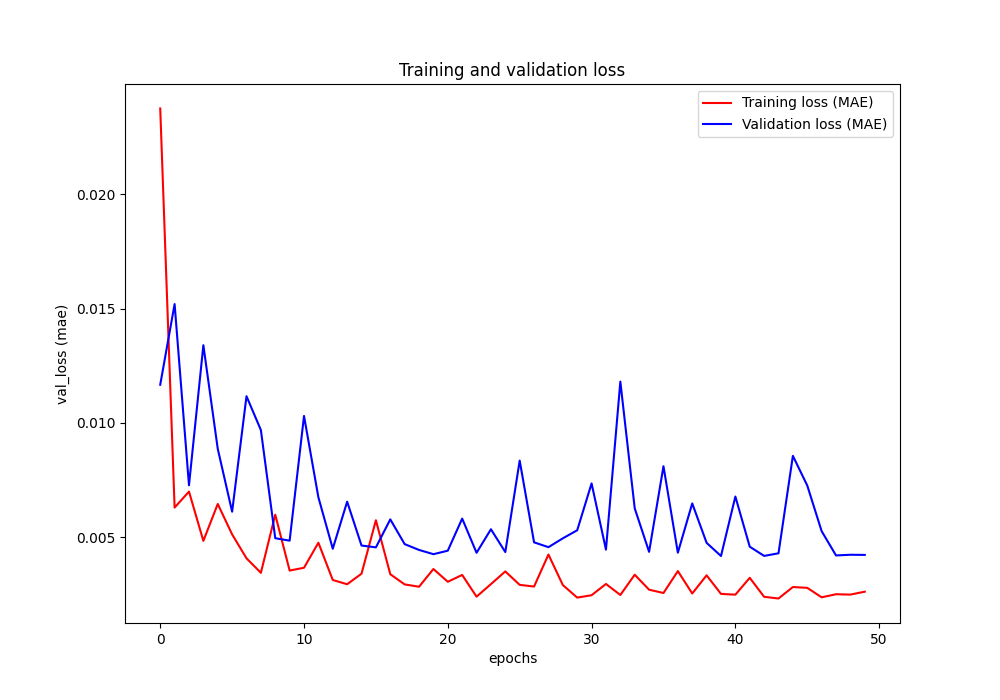 Training and validation loss
Training loss (MAE)
Validation loss (MAE)
val_loss (mae)
0.020
0.015
0.010
0.005
0 10 20 30 40 50
epochs